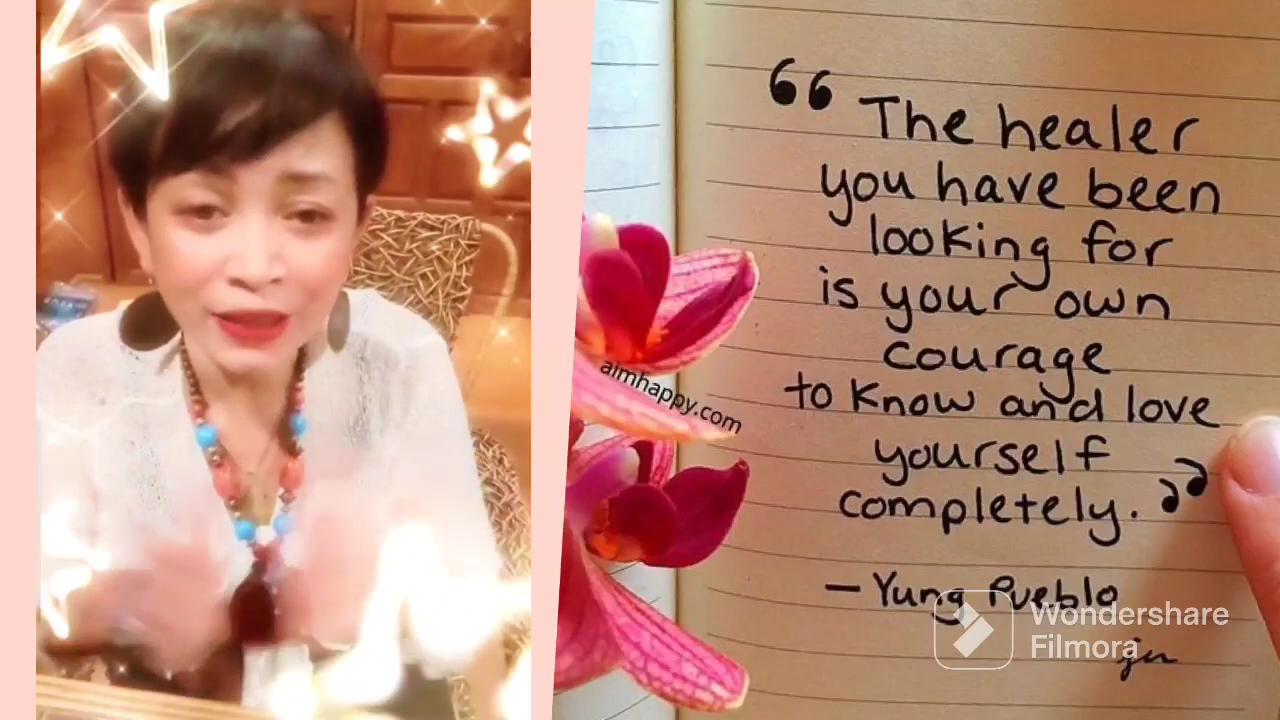 “ The healer
you have been
looking for
is your own
courage
to know and love
yourself
completely. ”
— Yung Pueblo
aimhappy.com
Wondershare
Filmora